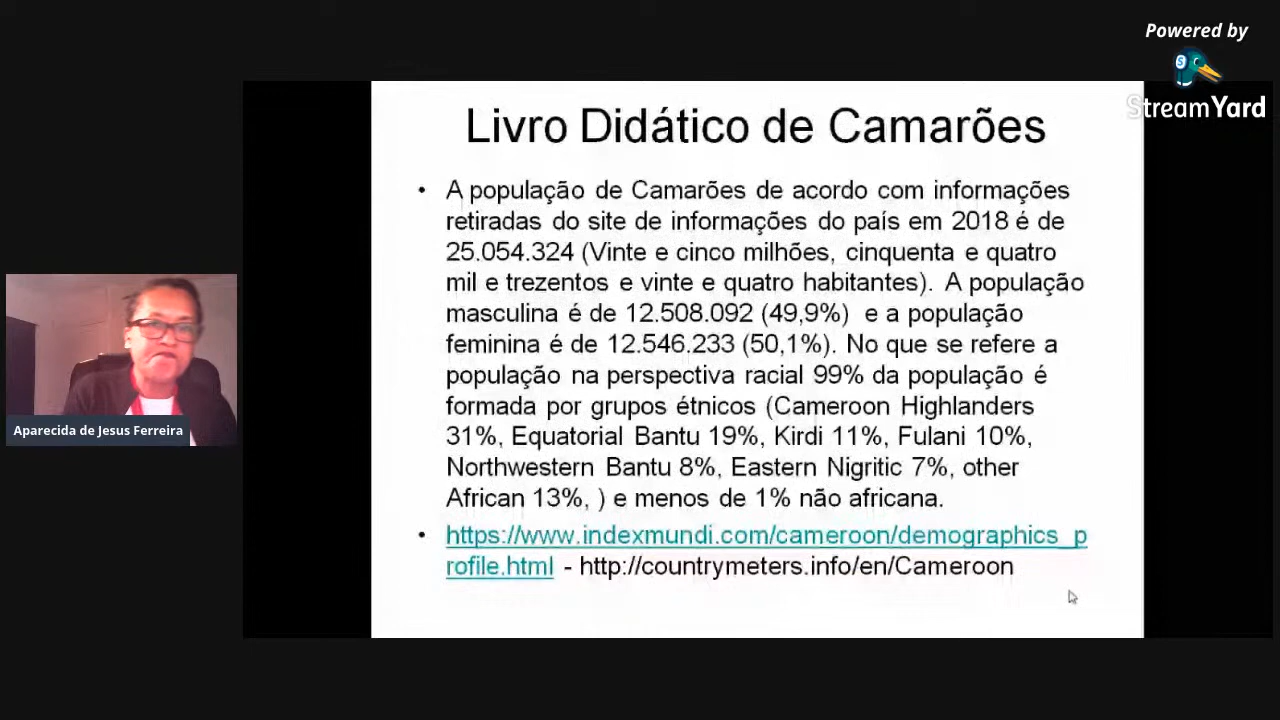 Powered by
StreamYard
Livro Didático de Camarões
• A população de Camarões de acordo com informações
retiradas do site de informações do país em 2018 é de
25.054.324 (Vinte e cinco milhões, cinquenta e quatro
mil e trezentos e vinte e quatro habitantes). A população
masculina é de 12.508.092 (49,9%) e a população
feminina é de 12.546.233 (50,1%). No que se refere a
população na perspectiva racial 99% da população é
formada por grupos étnicos (Cameroon Highlanders
31%, Equatorial Bantu 19%, Kirdi 11%, Fulani 10%,
Northwestern Bantu 8%, Eastern Nigritic 7%, other
African 13%, ) e menos de 1% não africana.
• https://www.indexmundi.com/cameroon/demographics_p
rofile.html - http://countrymeters.info/en/Cameroon
Aparecida de Jesus Ferreira